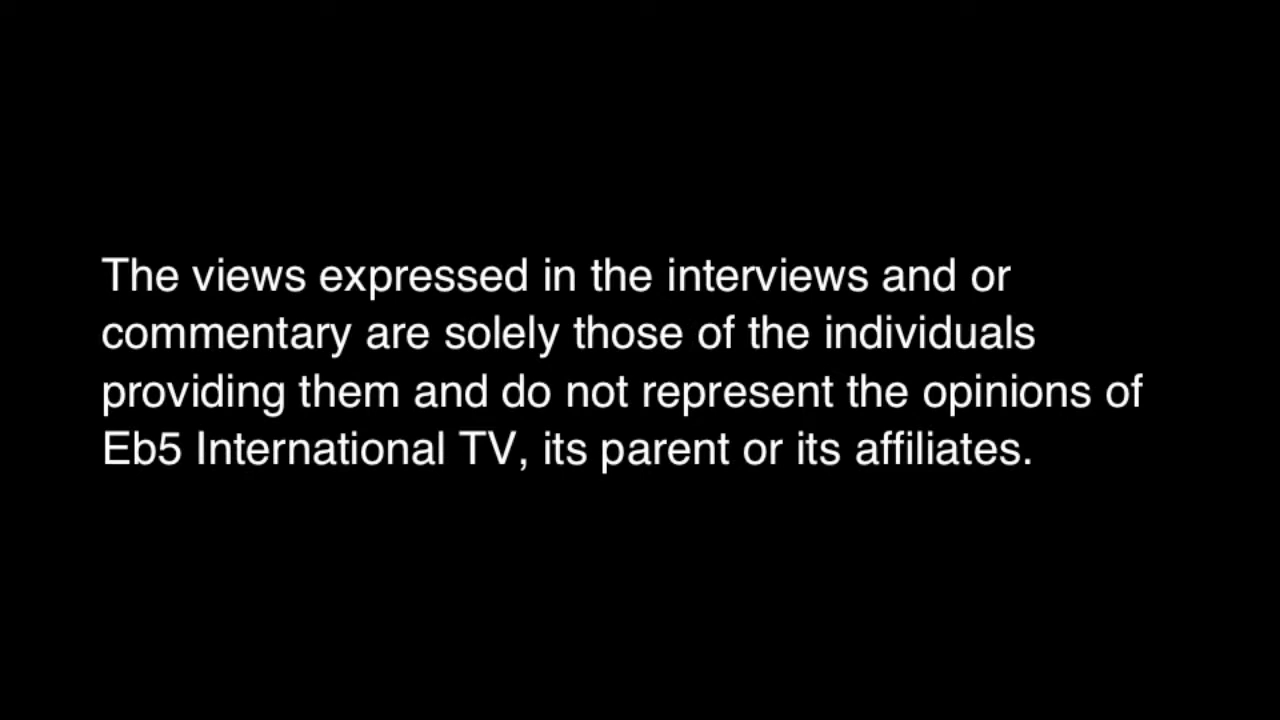 The views expressed in the interviews and or
commentary are solely those of the individuals
providing them and do not represent the opinions of
Eb5 International TV, its parent or its affiliates.